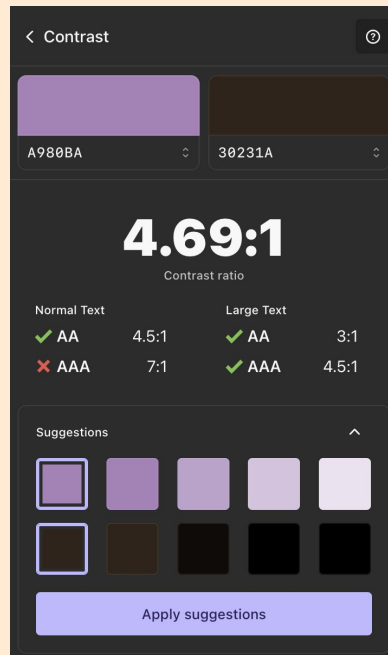 Contrast
A980BA
30231A
4.69:1
Contrast ratio
Normal Text
AA 4.5:1
AAA 7:1
Large Text
AA 3:1
AAA 4.5:1
Suggestions
Apply suggestions